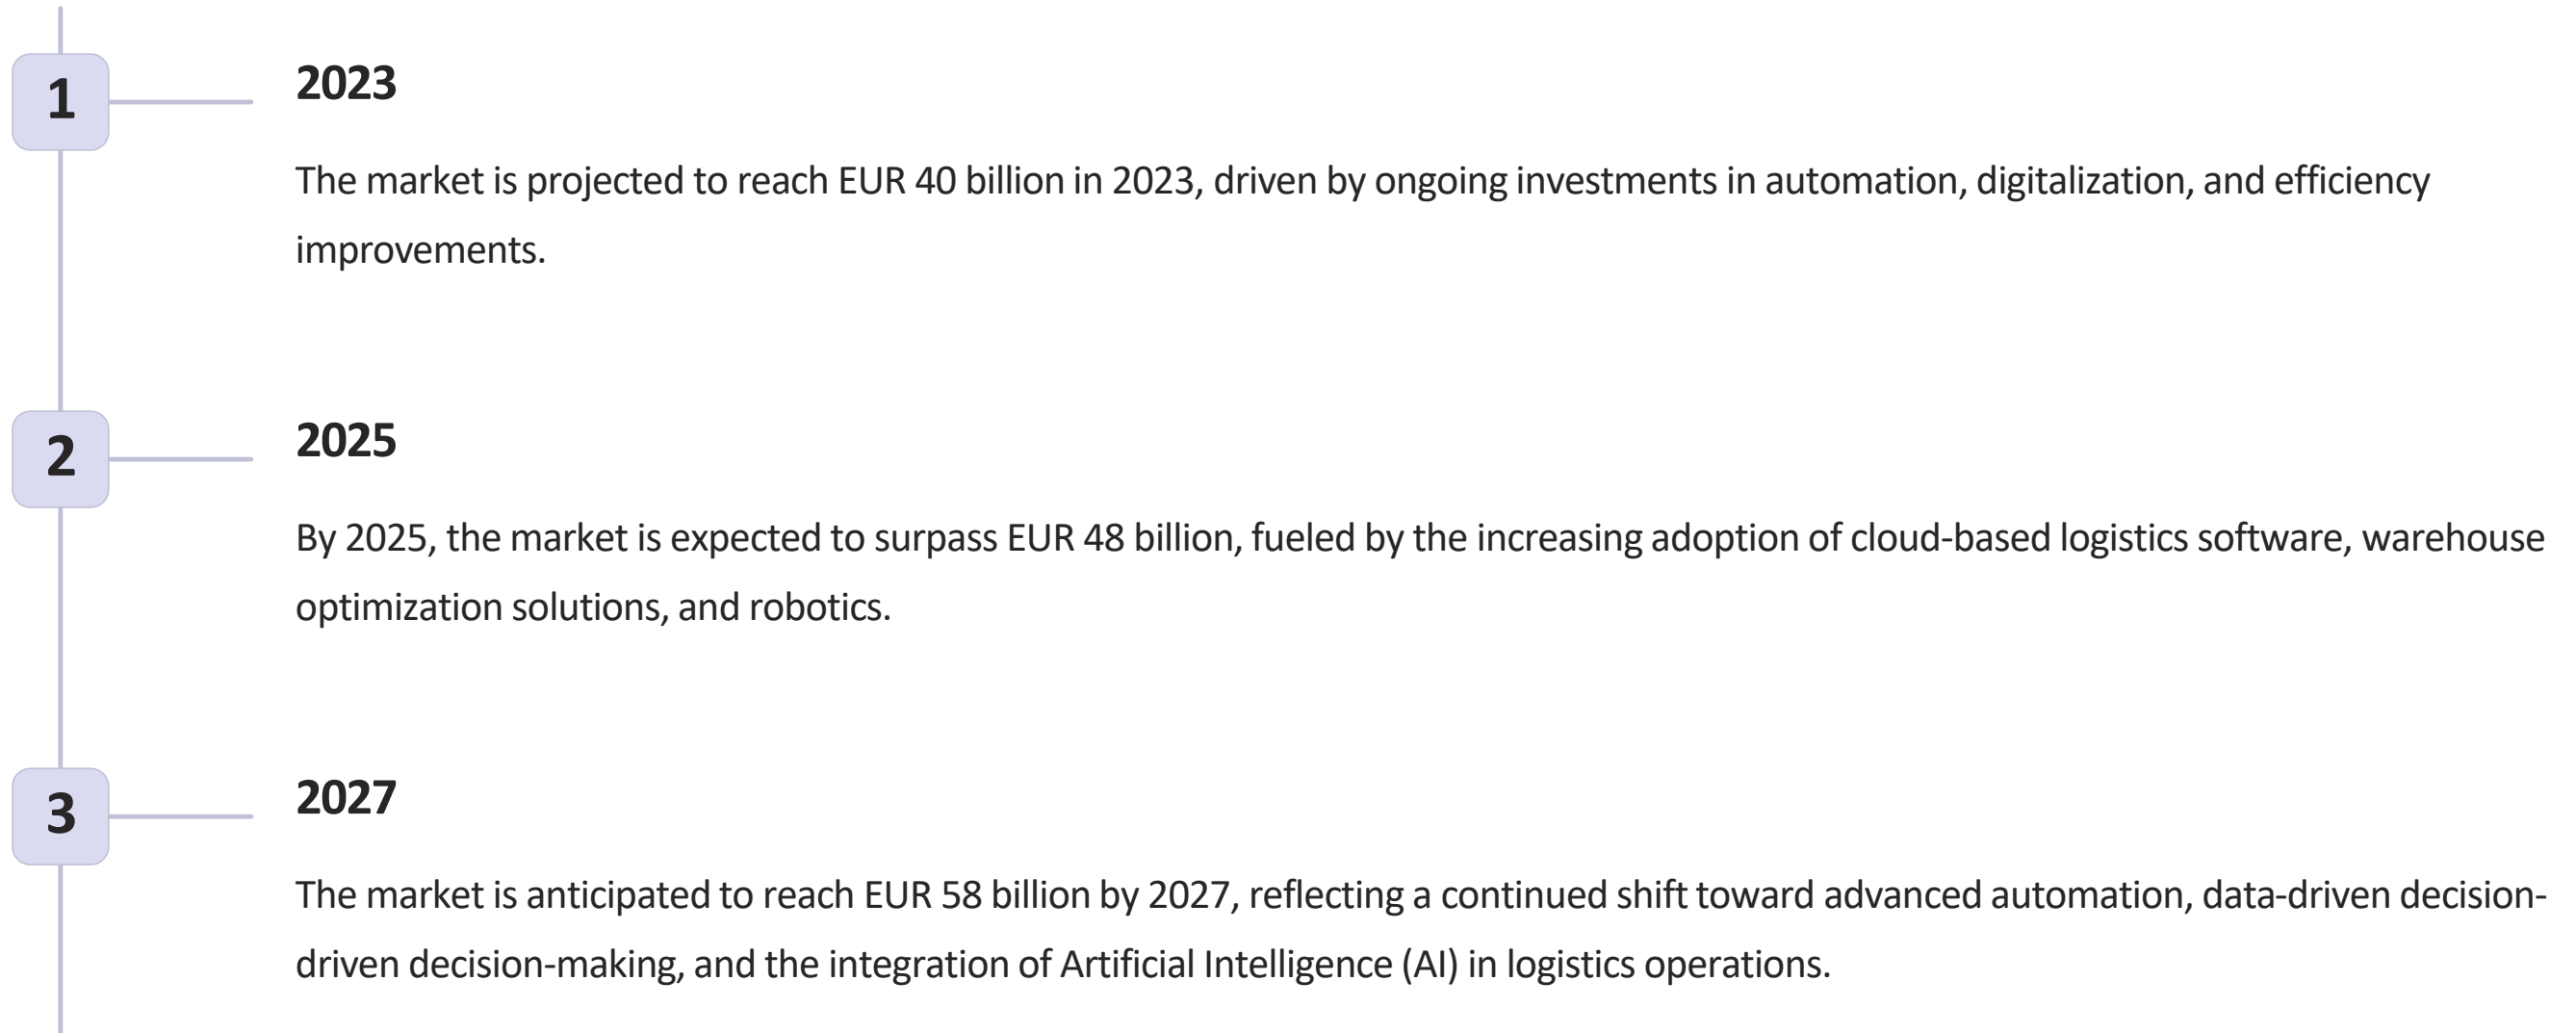 1
2023
The market is projected to reach EUR 40 billion in 2023, driven by ongoing investments in automation, digitalization, and efficiency
improvements.
2
2025
By 2025, the market is expected to surpass EUR 48 billion, fueled by the increasing adoption of cloud-based logistics software, warehouse
optimization solutions, and robotics.
3
2027
The market is anticipated to reach EUR 58 billion by 2027, reflecting a continued shift toward advanced automation, data-driven decision-
driven decision-making, and the integration of Artificial Intelligence (AI) in logistics operations.